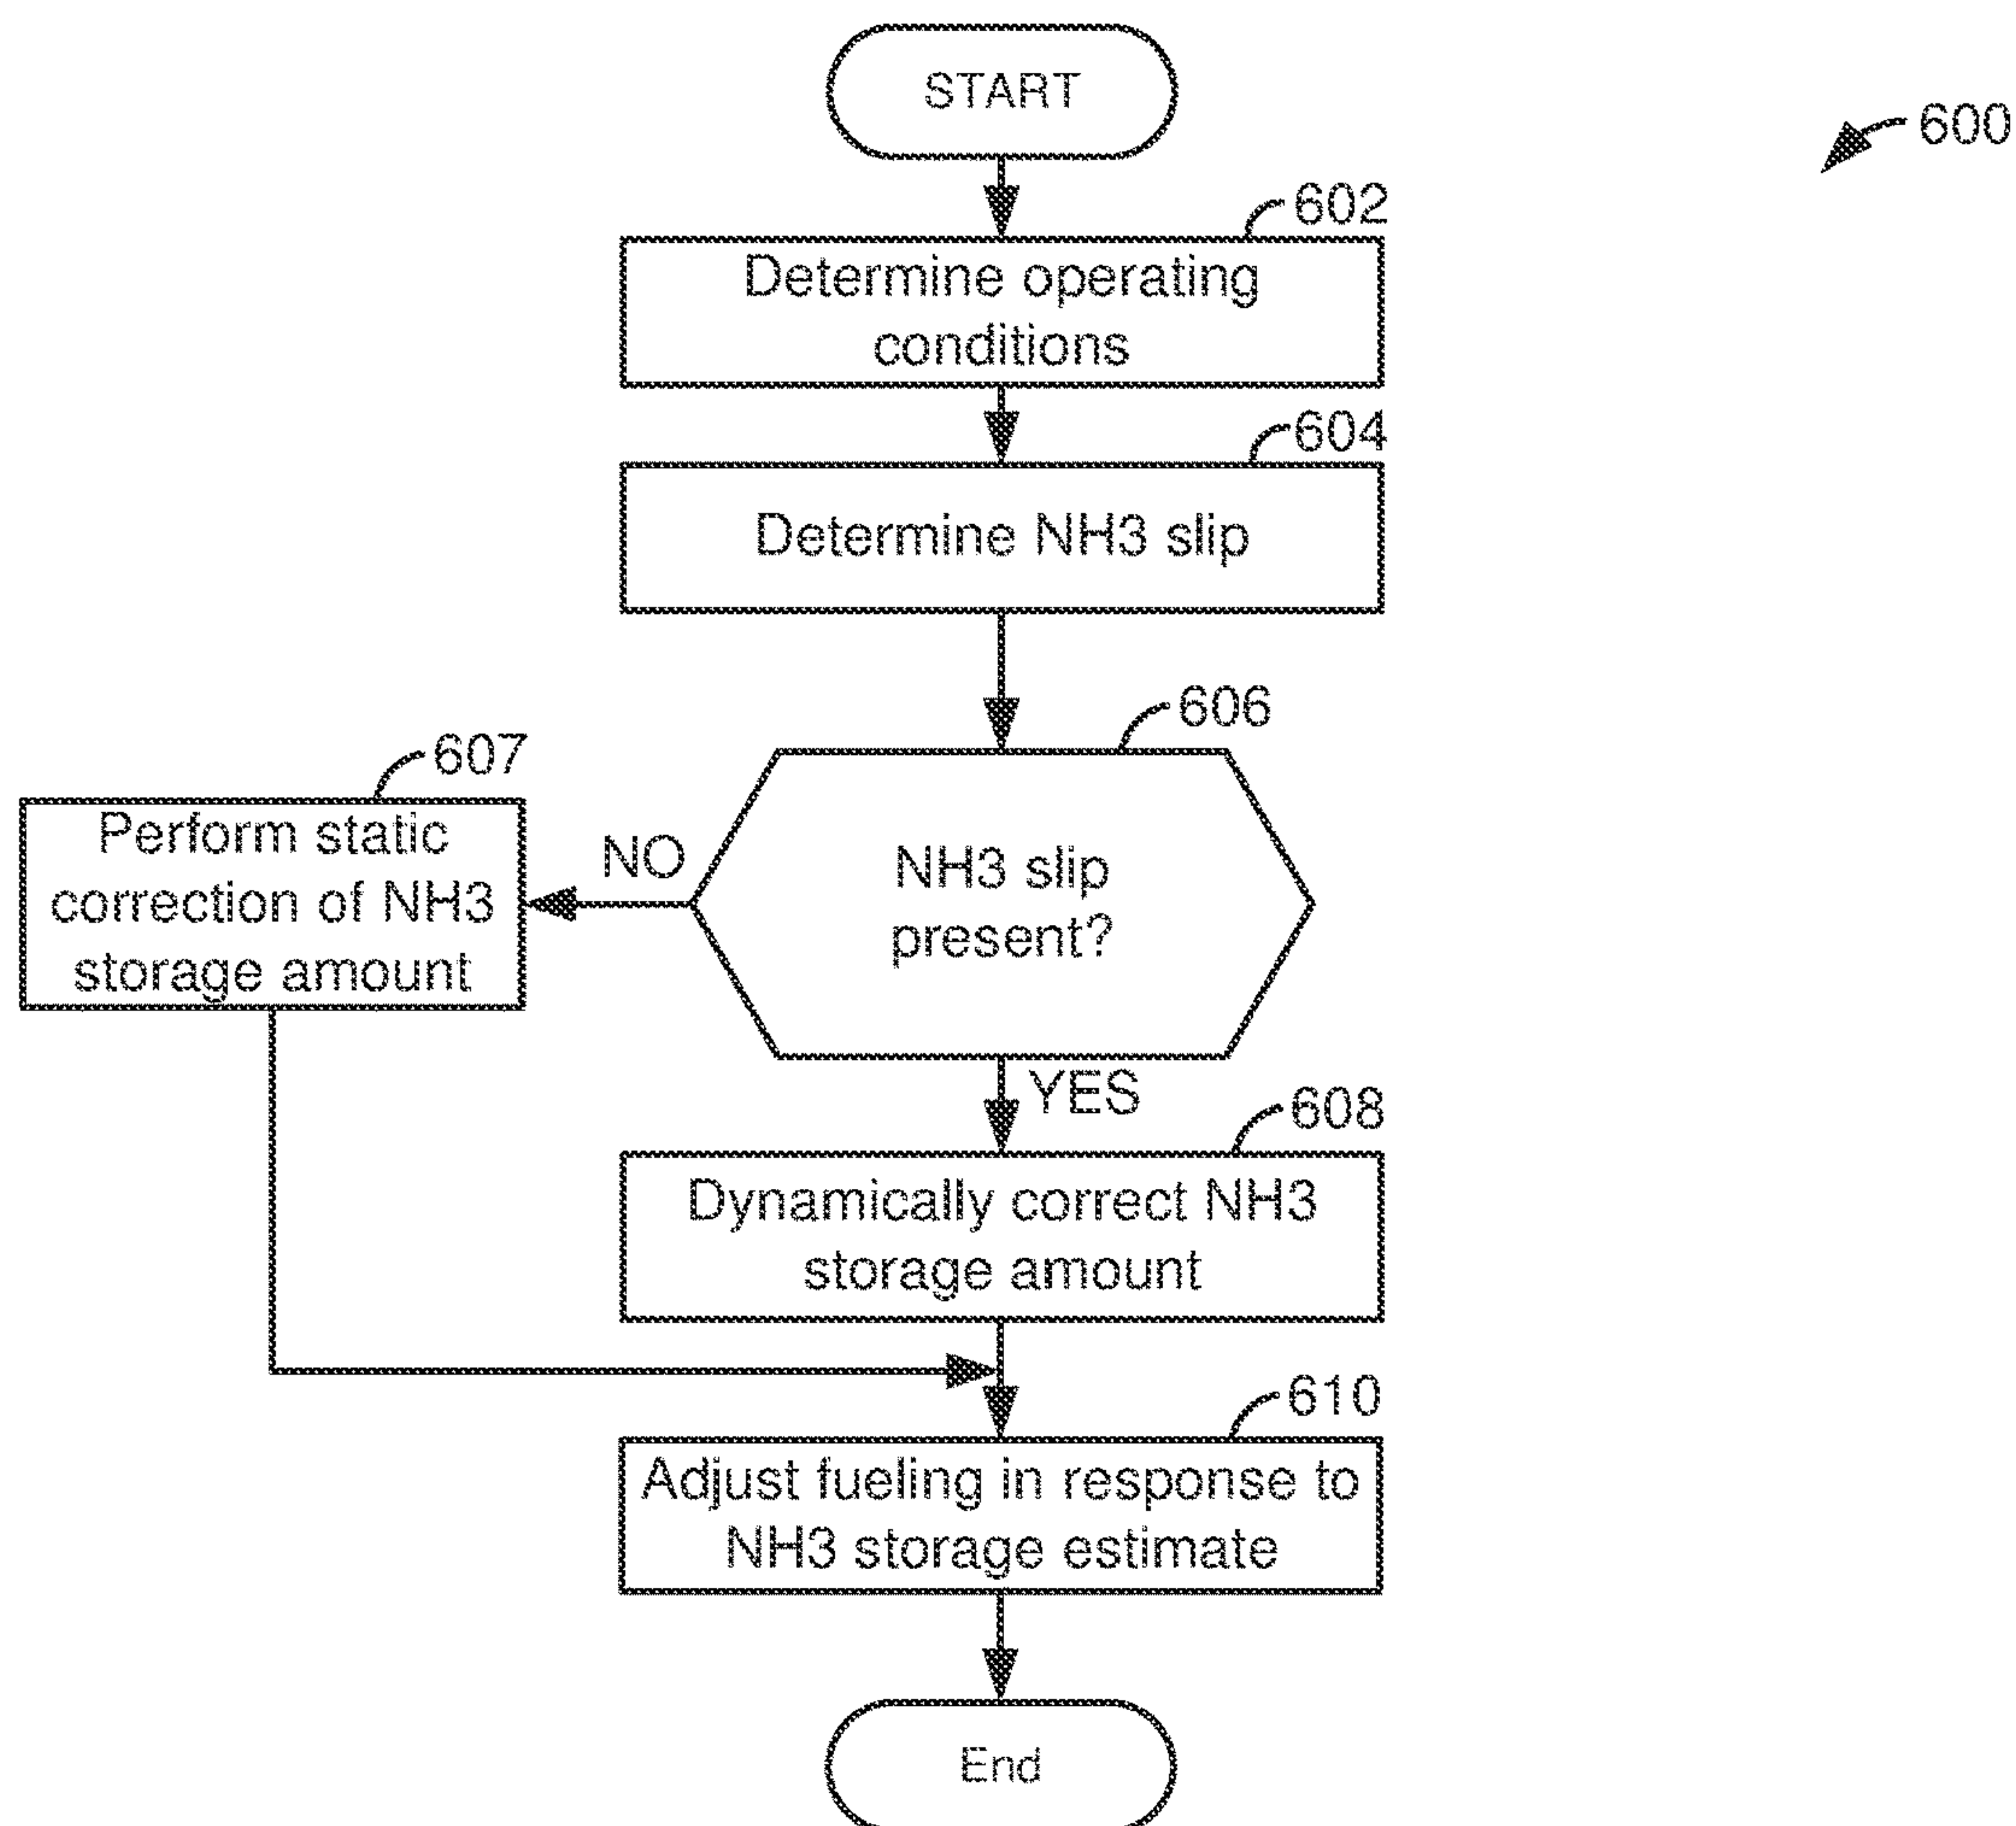 START
600
602
Determine operating
conditions
604
Determine NH3 slip
606
607
Perform static
correction of NH3
storage amount
NO
NH3 slip
present?
YES
608
Dynamically correct NH3
storage amount
610
Adjust fueling in response to
NH3 storage estimate
End